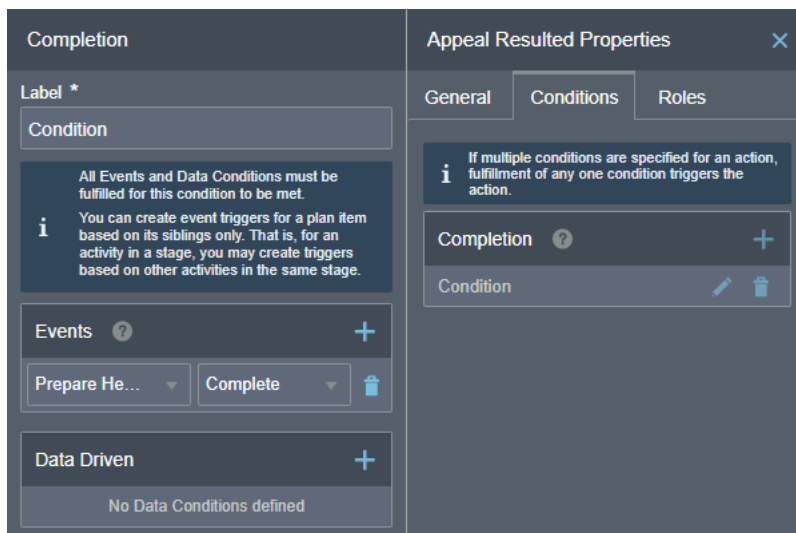 Completion
Label *
Condition
i
All Events and Data Conditions must be
fulfilled for this condition to be met.
You can create event triggers for a plan item
based on its siblings only. That is, for an
activity in a stage, you may create triggers
based on other activities in the same stage.
Events ?
Prepare He... Complete
Data Driven
No Data Conditions defined
Appeal Resulted Properties
General Conditions Roles
i
If multiple conditions are specified for an action,
fulfillment of any one condition triggers the
action.
Completion ?
Condition